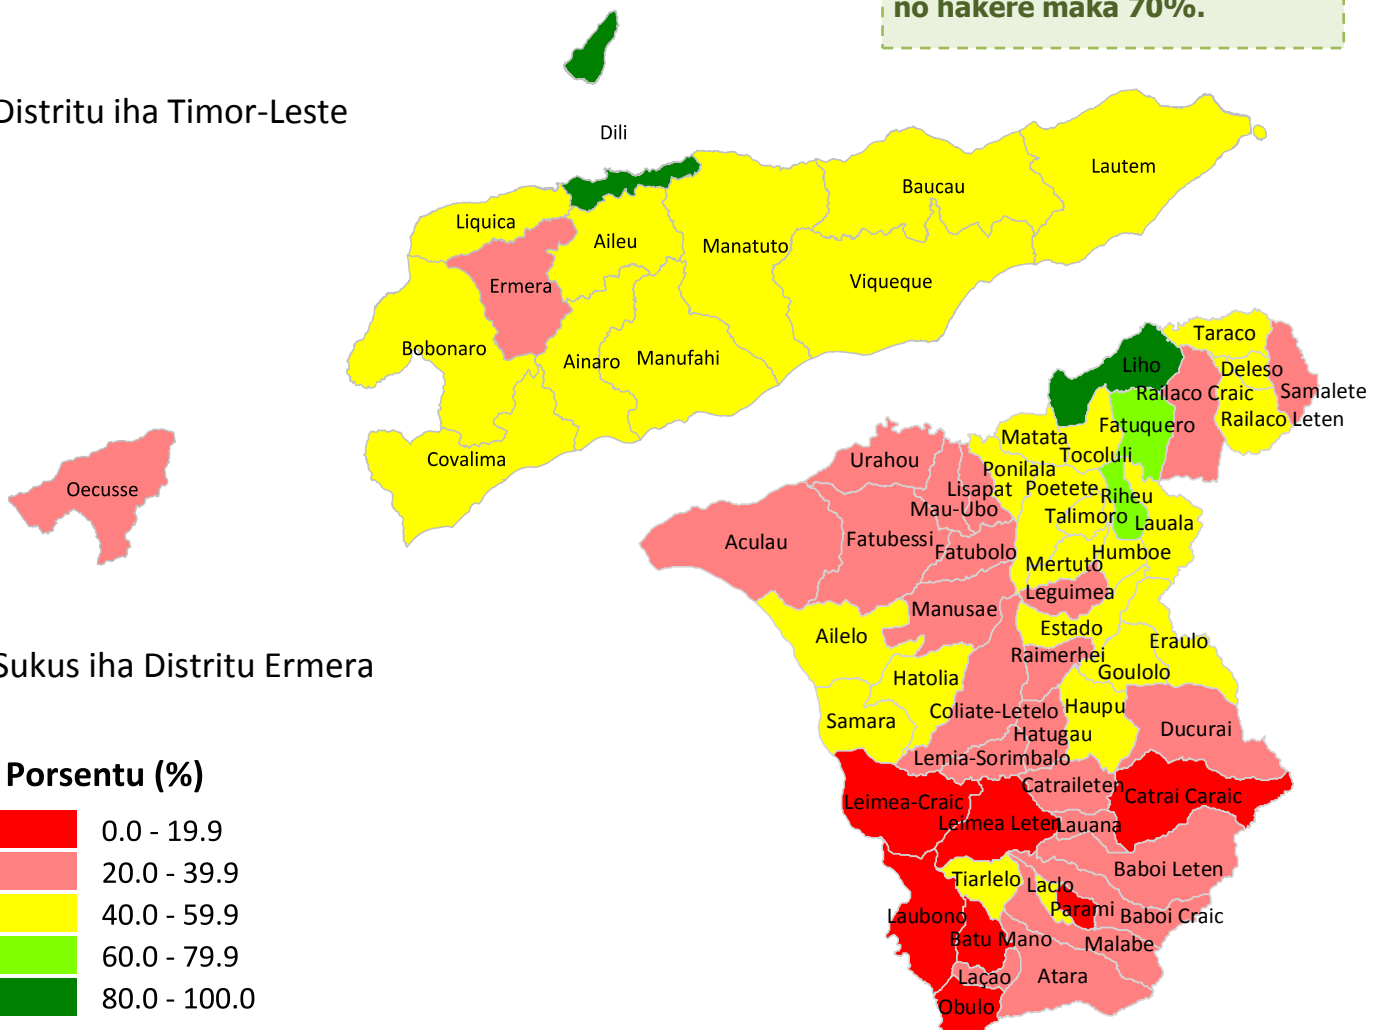 no hakere maka 70%.
Distritu iha Timor-Leste
Dili
Lautem
Baucau
Liquica
Aileu
Manatuto
Viqueque
Ermera
Bobonaro
Ainaro
Manufahi
Covalima
Oecusse
Taraco
Liho
Deleso
Railaco Craic
Samalete
Fatuquero
Railaco Leten
Matata
Tocoluli
Urahou
Ponilala
Lisapat
Poetete
Riheu
Mau-Ubo
Talimoro
Lauala
Aculau
Fatubessi
Fatubolo
Humboe
Mertuto
Leguimea
Manusae
Ailelo
Estado
Eraulo
Raimerhei
Goulolo
Hatolia
Sukus iha Distritu Ermera
Samara
Coliate-Letelo
Haupu
Hatugau
Ducurai
Lemia-Sorimbalo
Catraileten
Catrai Caraic
Leimea-Craic
Leimea Leten
Lauana
Baboi Leten
Tiarlelo
Laclo
Parami
Baboi Craic
Laubono
Batu Mano
Malabe
Laçao
Atara
Obulo
Porsentu (%)
0.0 - 19.9
20.0 - 39.9
40.0 - 59.9
60.0 - 79.9
80.0 - 100.0